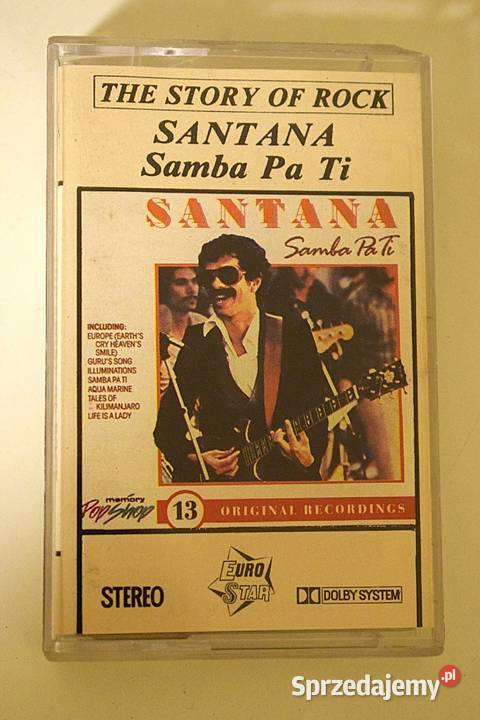 THE STORY OF ROCK
SANTANA
Samba Pa Ti
SANTANA
Samba Pa Ti
INCLUDING:
EUROPE (EARTH'S
CRY HEAVEN'S
SMILE)
GURU'S SONG
ILLUMINATIONS
SAMBA PA TI
AQUA MARINE
TALES OF
KILIMANJARO
LIFE IS A LADY
memory
PopShop
13 ORIGINAL RECORDINGS
STEREO
EURO
STAR
DOLBY SYSTEM
Sprzedajemy.pl